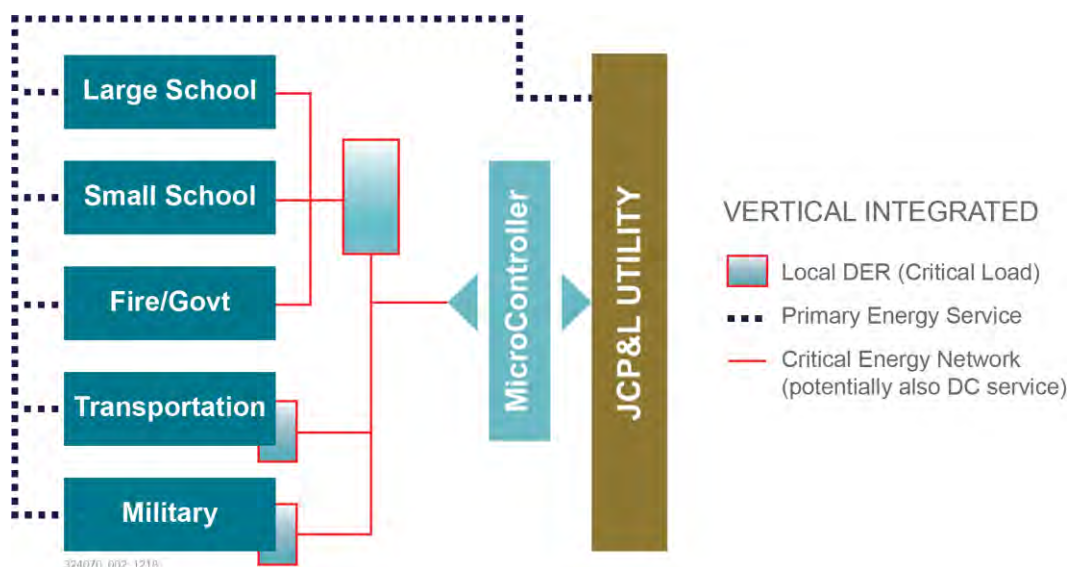 Large School
Small School
Fire/Govt
Transportation
Military
324070_002_1218
MicroController
JCP&L UTILITY
VERTICAL INTEGRATED
Local DER (Critical Load)
Primary Energy Service
Critical Energy Network
(potentially also DC service)